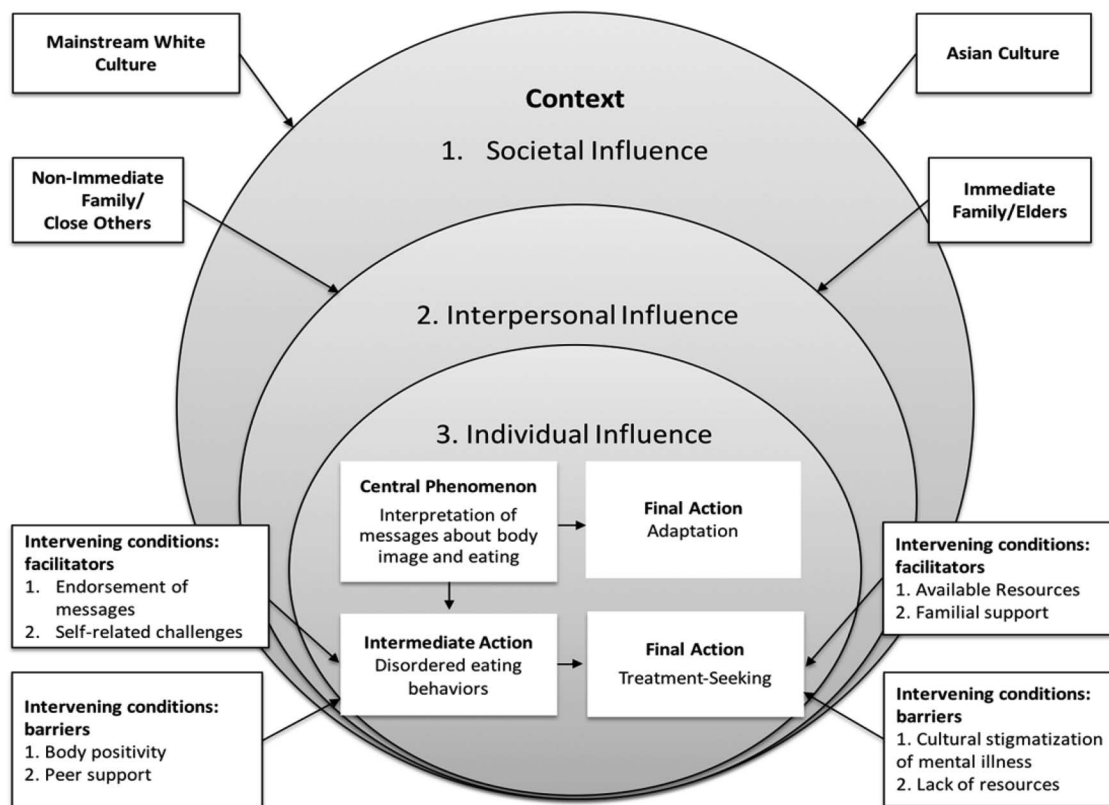 Mainstream White
Culture
Asian Culture
Context
1. Societal Influence
Non-Immediate
Family/
Close Others
Immediate
Family/Elders
2. Interpersonal Influence
3. Individual Influence
Central Phenomenon
Interpretation of
messages about body
image and eating
Final Action
Adaptation
Intervening conditions:
facilitators
1. Endorsement of
messages
2. Self-related challenges
Intervening conditions:
facilitators
1. Available Resources
2. Familial support
Intermediate Action
Disordered eating
behaviors
Final Action
Treatment-Seeking
Intervening conditions:
barriers
1. Body positivity
2. Peer support
Intervening conditions:
barriers
1. Cultural stigmatization
of mental illness
2. Lack of resources